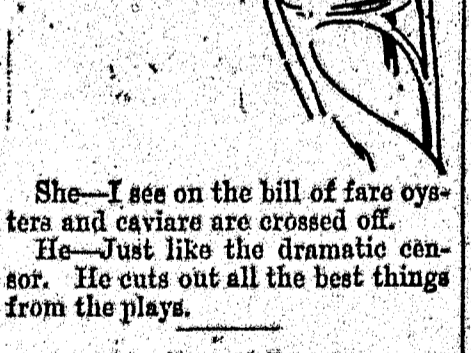 She—I see on the bill of fare oys-
ters and caviare are crossed off.
He—Just like the dramatic cen-
sor. He cuts out all the best things
from the plays.